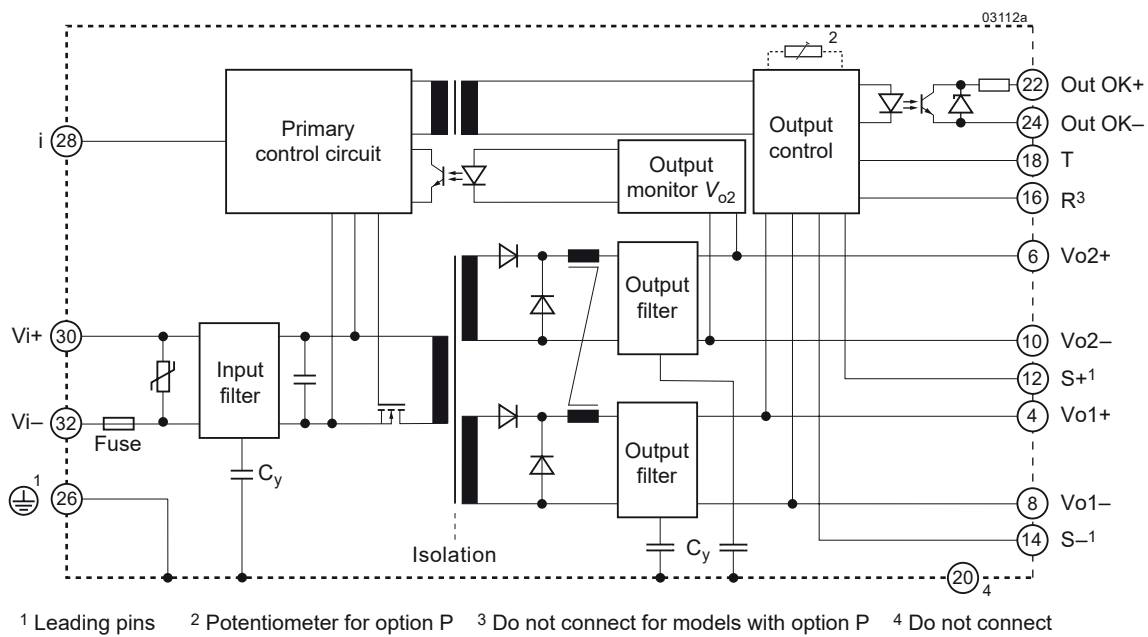 03112a
2
22 Out OK+
24 Out OK–
18 T
16 R3
i 28
Primary
control circuit
Output
control
Output
monitor Vo2
6 Vo2+
10 Vo2–
12 S+1
4 Vo1+
8 Vo1–
14 S–1
Output
filter
Output
filter
Vi+ 30
Vi– 32
Fuse
Input
filter
Cy
1
26
Isolation
Cy
20 4
1 Leading pins 2 Potentiometer for option P 3 Do not connect for models with option P 4 Do not connect